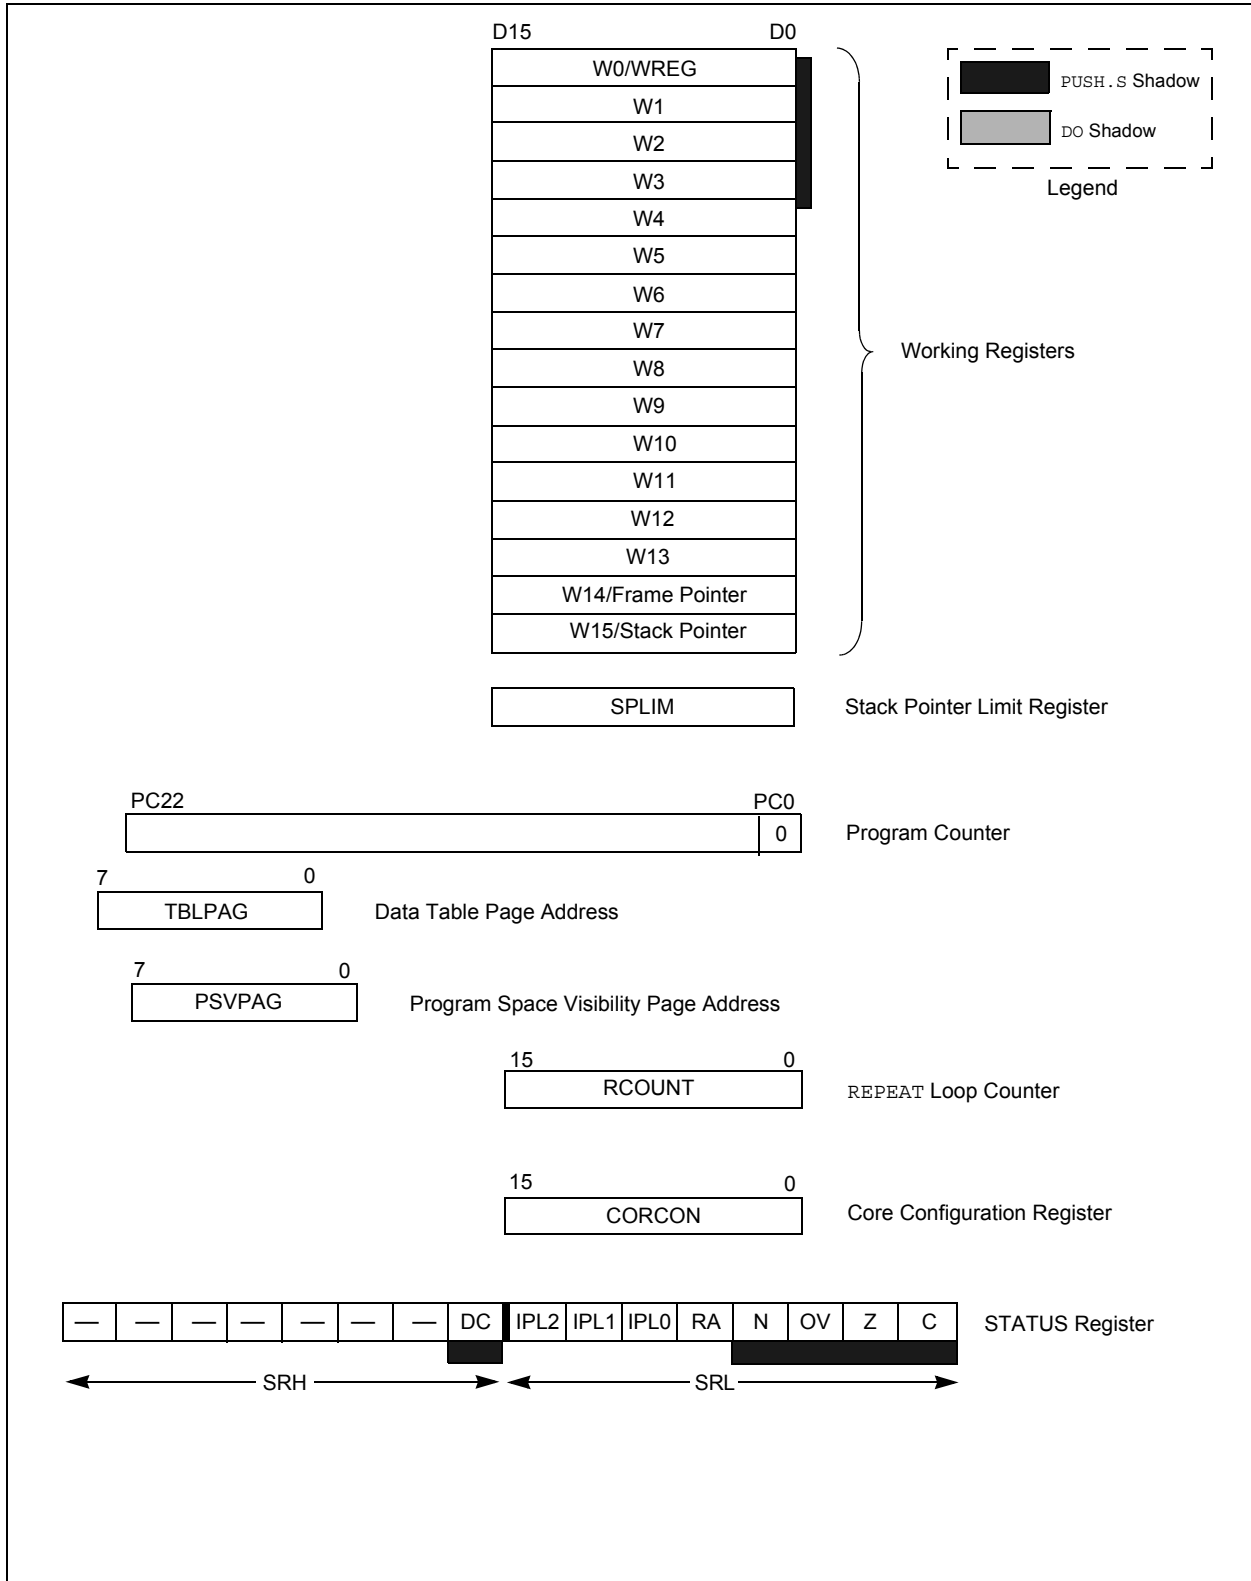 D15 D0
W0/WREG
PUSH.S Shadow
W1
DO Shadow
W2
W3
Legend
W4
W5
W6
W7
Working Registers
W8
W9
W10
W11
W12
W13
W14/Frame Pointer
W15/Stack Pointer
SPLIM Stack Pointer Limit Register
PC22 PC0
0 Program Counter
7 0
TBLPAG Data Table Page Address
7 0
PSVPAG Program Space Visibility Page Address
15 0
RCOUNT REPEAT Loop Counter
15 0
CORCON Core Configuration Register
— — — — — — — DC IPL2 IPL1 IPL0 RA N OV Z C STATUS Register
SRH SRL